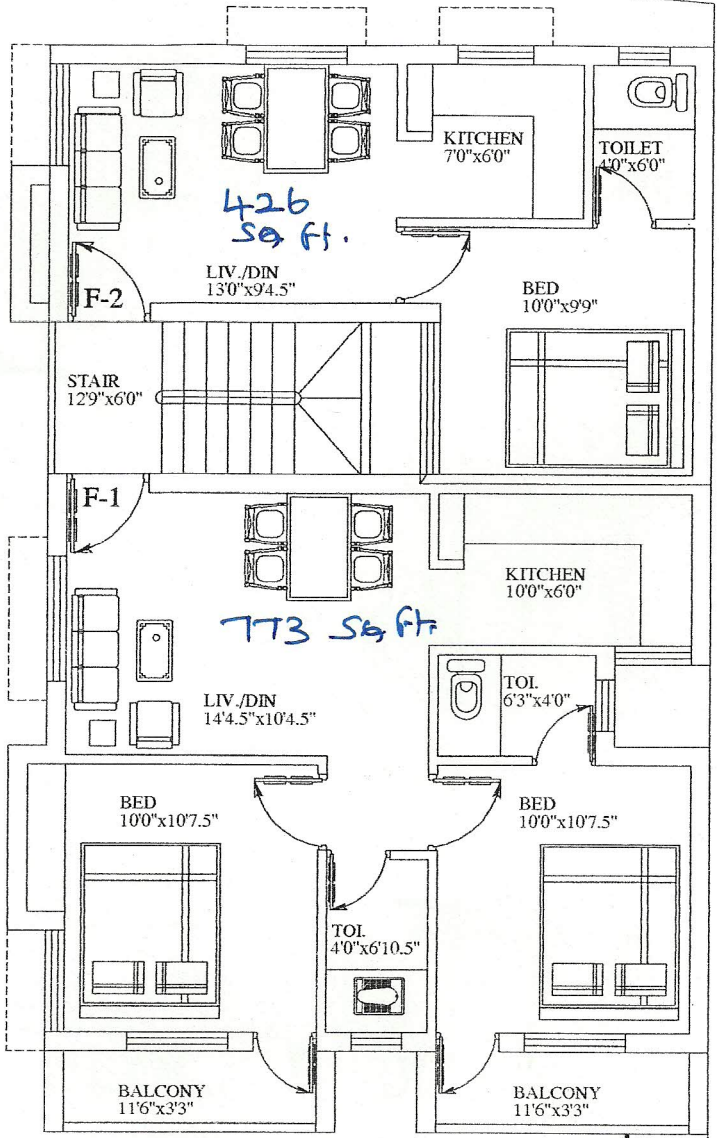 KITCHEN
7'0"x6'0"
TOILET
4'0"x6'0"
426
Sq ft.
LIV./DIN
13'0"x9'4.5"
F-2
BED
10'0"x9'9"
STAIR
12'9"x6'0"
F-1
KITCHEN
10'0"x6'0"
773 Sq ft.
TOI.
6'3"x4'0"
LIV./DIN
14'4.5"x10'4.5"
BED
10'0"x10'7.5"
BED
10'0"x10'7.5"
TOI.
4'0"x6'10.5"
BALCONY
11'6"x3'3"
BALCONY
11'6"x3'3"